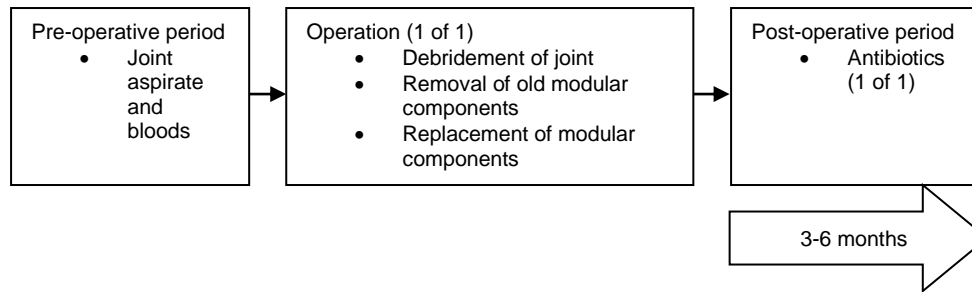 Pre-operative period
• Joint
aspirate
and
bloods
Operation (1 of 1)
• Debridement of joint
• Removal of old modular
components
• Replacement of modular
components
Post-operative period
• Antibiotics
(1 of 1)
3-6 months